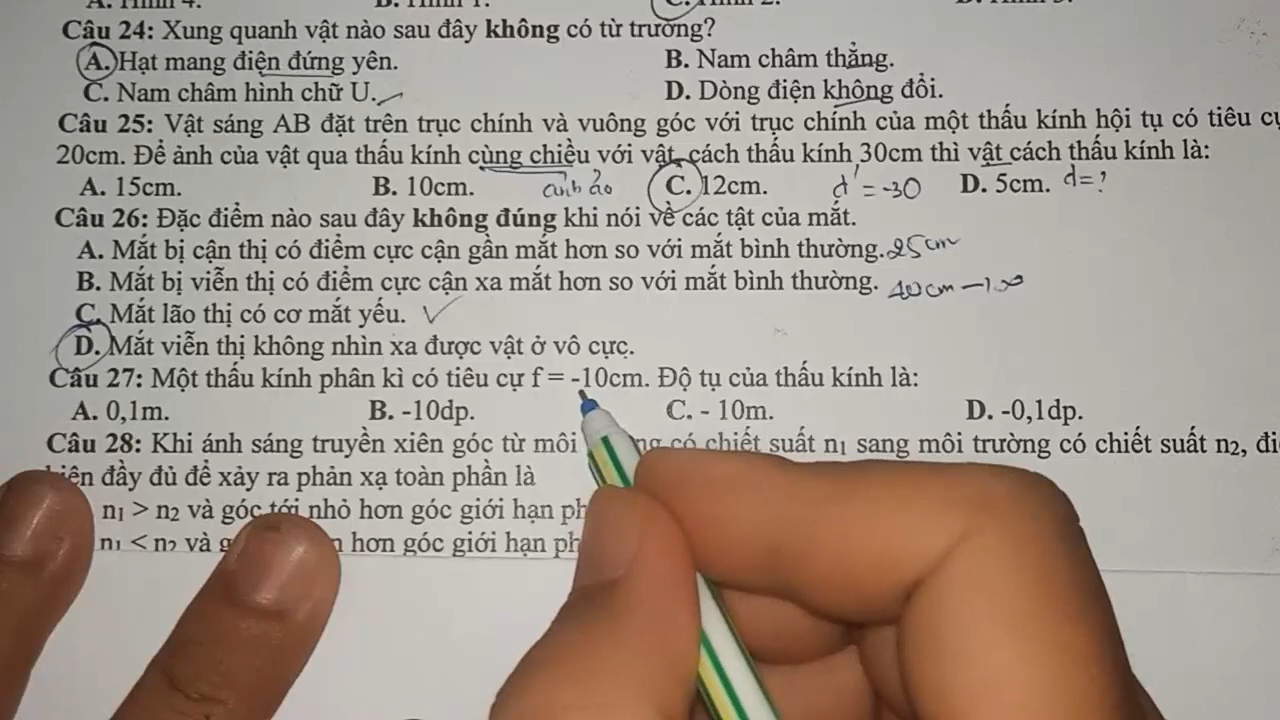 Câu 24: Xung quanh vật nào sau đây không có từ trường?
A. Hạt mang điện đứng yên. B. Nam châm thẳng.
C. Nam châm hình chữ U. D. Dòng điện không đổi.
Câu 25: Vật sáng AB đặt trên trục chính và vuông góc với trục chính của một thấu kính hội tụ có tiêu
20cm. Để ảnh của vật qua thấu kính cùng chiều với vật, cách thấu kính 30cm thì vật cách thấu kính là:
A. 15cm. B. 10cm. ảnh ảo C. 12cm. d' = -30 D. 5cm. d=?
Câu 26: Đặc điểm nào sau đây không đúng khi nói về các tật của mắt.
A. Mắt bị cận thị có điểm cực cận gần mắt hơn so với mắt bình thường. 25cm
B. Mắt bị viễn thị có điểm cực cận xa mắt hơn so với mắt bình thường. 40cm
C. Mắt lão thị có cơ mắt yếu.
D. Mắt viễn thị không nhìn xa được vật ở vô cực.
Câu 27: Một thấu kính phân kì có tiêu cự f = -10cm. Độ tụ của thấu kính là:
A. 0,1m. B. -10dp. C. - 10m. D. -0,1dp.
Câu 28: Khi ánh sáng truyền xiên góc từ môi có chiết suất n₁ sang môi trường có chiết suất n₂,
đầy đủ để xảy ra phản xạ toàn phần là
n₁ > n₂ và góc tới nhỏ hơn góc giới hạn
n₁ < n₂ và hơn góc giới hạn